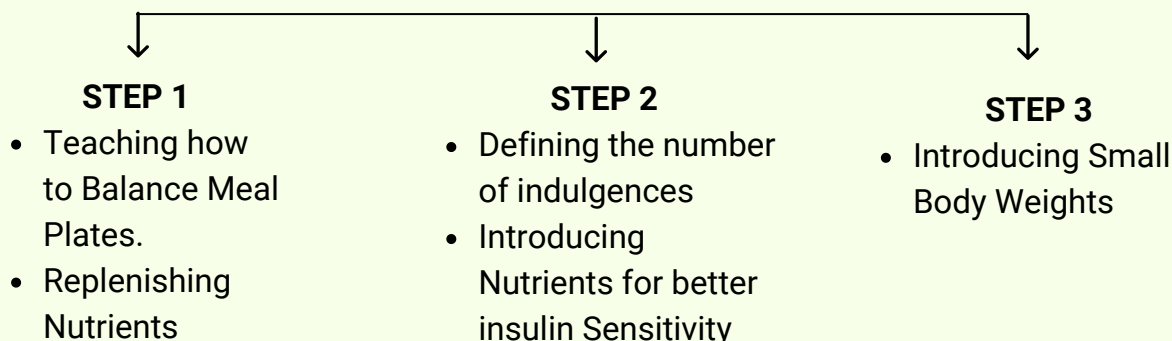 STEP 1
• Teaching how
to Balance Meal
Plates.
• Replenishing
Nutrients
STEP 2
• Defining the number
of indulgences
• Introducing
Nutrients for better
insulin Sensitivity
STEP 3
• Introducing Small
Body Weights